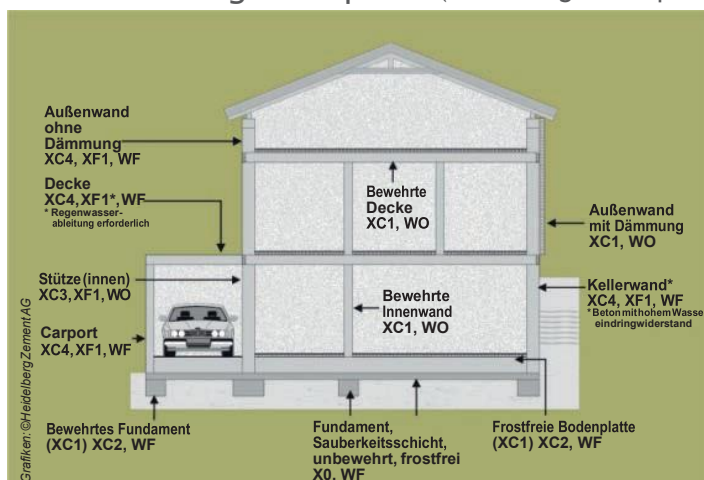 Außenwand
ohne
Dämmung
XC4, XF1, WF
Decke
XC4, XF1*, WF
* Regenwasser-
ableitung erforderlich
Bewehrte
Decke
XC1, WO
Außenwand
mit Dämmung
XC1, WO
Stütze (innen)
XC3, XF1, WO
Carport
XC4, XF1, WF
Bewehrte
Innenwand
XC1, WO
Kellerwand*
XC4, XF1, WF
* Beton mit hohem Wasse
eindringwiderstand
Bewehrtes Fundament
(XC1) XC2, WF
Fundament,
Sauberkeitsschicht,
unbewehrt, frostfrei
X0, WF
Frostfreie Bodenplatte
(XC1) XC2, WF
Grafiken: ©HeidelbergZement AG